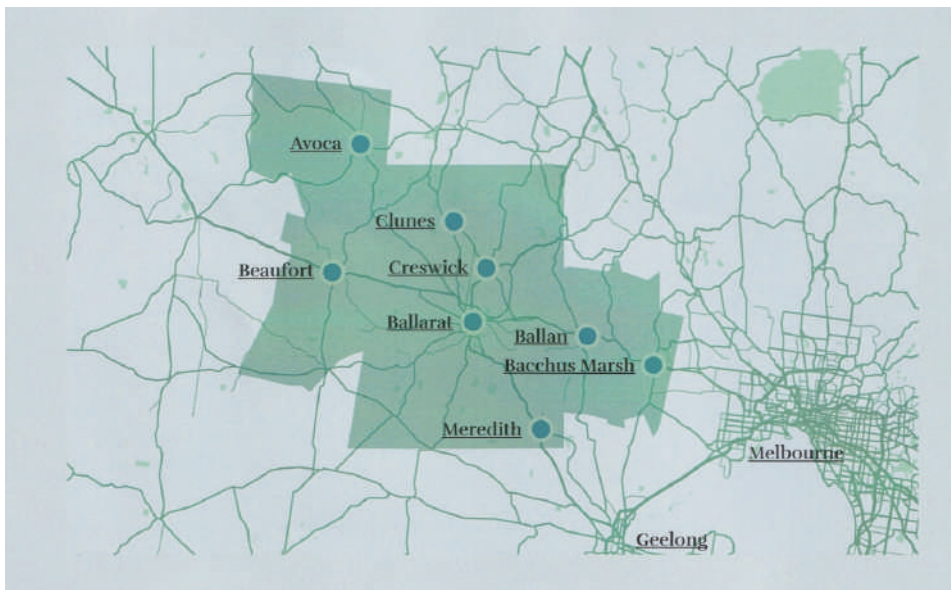 Avoca
Clunes
Beaufort
Creswick
Ballarat
Ballan
Bacchus Marsh
Meredith
Melbourne
Geelong